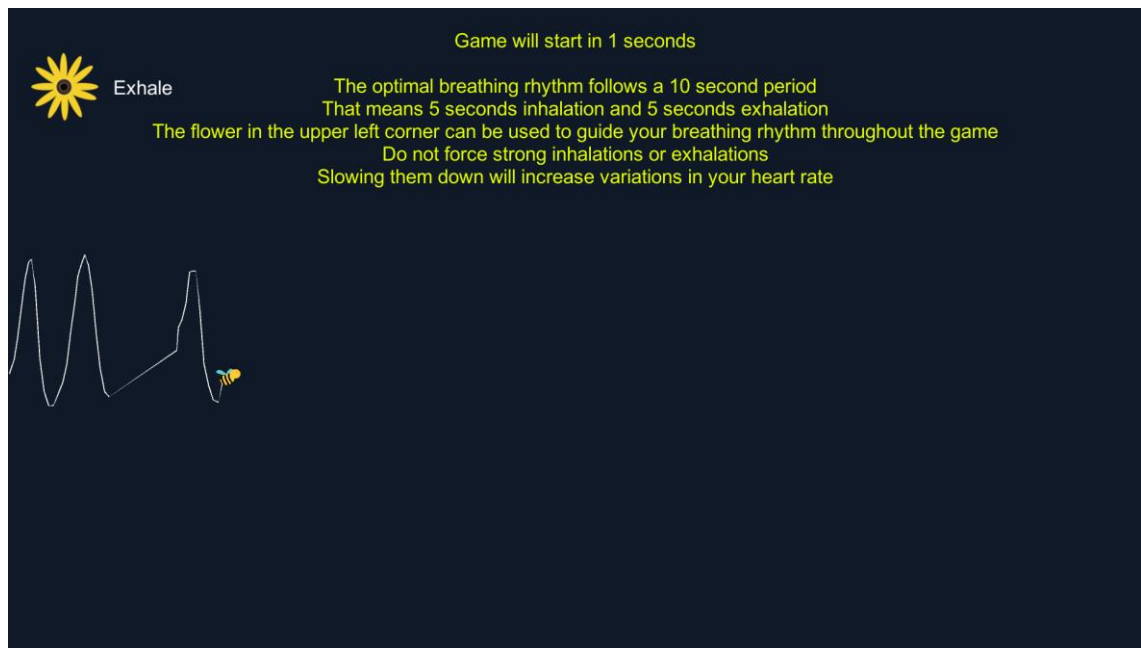 Game will start in 1 seconds
Exhale
The optimal breathing rhythm follows a 10 second period
That means 5 seconds inhalation and 5 seconds exhalation
The flower in the upper left corner can be used to guide your breathing rhythm throughout the game
Do not force strong inhalations or exhalations
Slowing them down will increase variations in your heart rate